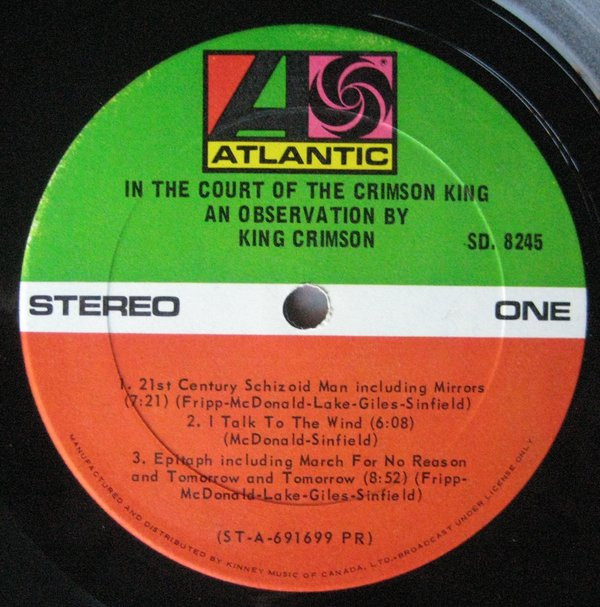 ATLANTIC
IN THE COURT OF THE CRIMSON KING
AN OBSERVATION BY
KING CRIMSON
SD. 8245
STEREO
ONE
1. 21st Century Schizoid Man including Mirrors
(7:21) (Fripp-McDonald-Lake-Giles-Sinfield)
2. I Talk To The Wind (6:08)
(McDonald-Sinfield)
3. Epitaph including March For No Reason
and Tomorrow and Tomorrow (8:52) (Fripp-
McDonald-Lake-Giles-Sinfield)
(ST-A-691699 PR)
MANUFACTURED AND DISTRIBUTED BY KINNEY MUSIC OF CANADA, LTD.•BROADCAST UNDER LICENSE ONLY.